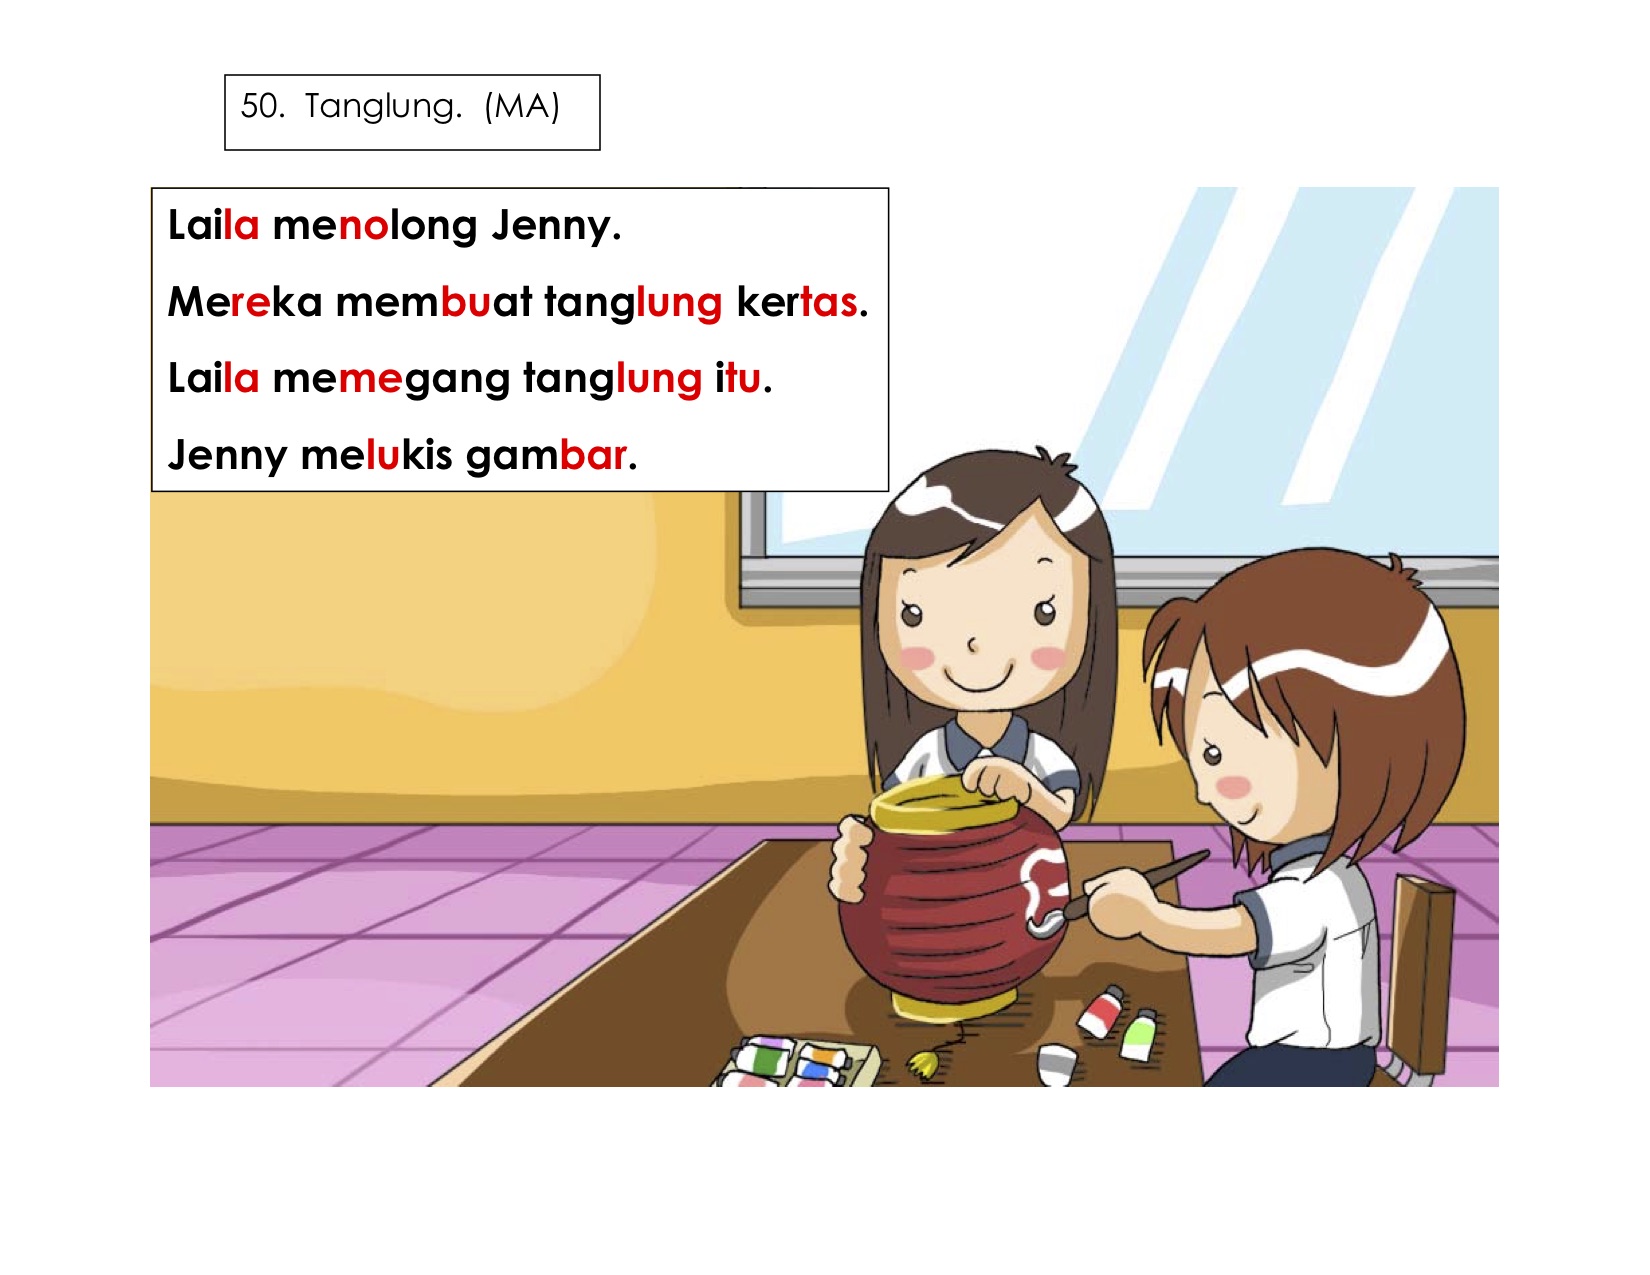 50. Tanglung. (MA)
Laila menolong Jenny.
Mereka membuat tanglung kertas.
Laila memegang tanglung itu.
Jenny melukis gambar.